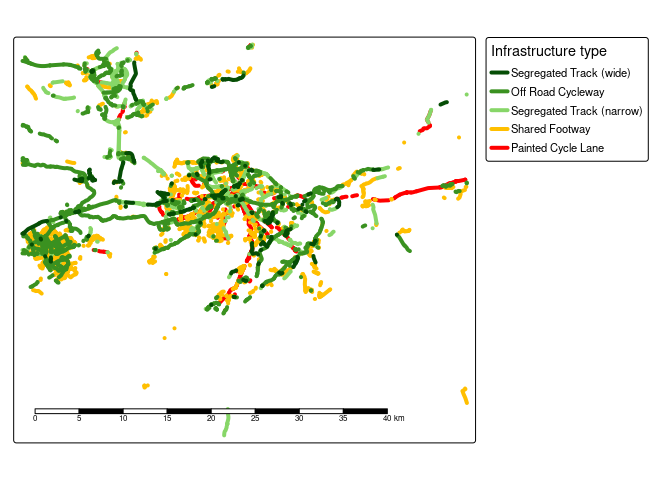 Infrastructure type
Segregated Track (wide)
Off Road Cycleway
Segregated Track (narrow)
Shared Footway
Painted Cycle Lane
0 5 10 15 20 25 30 35 40 km